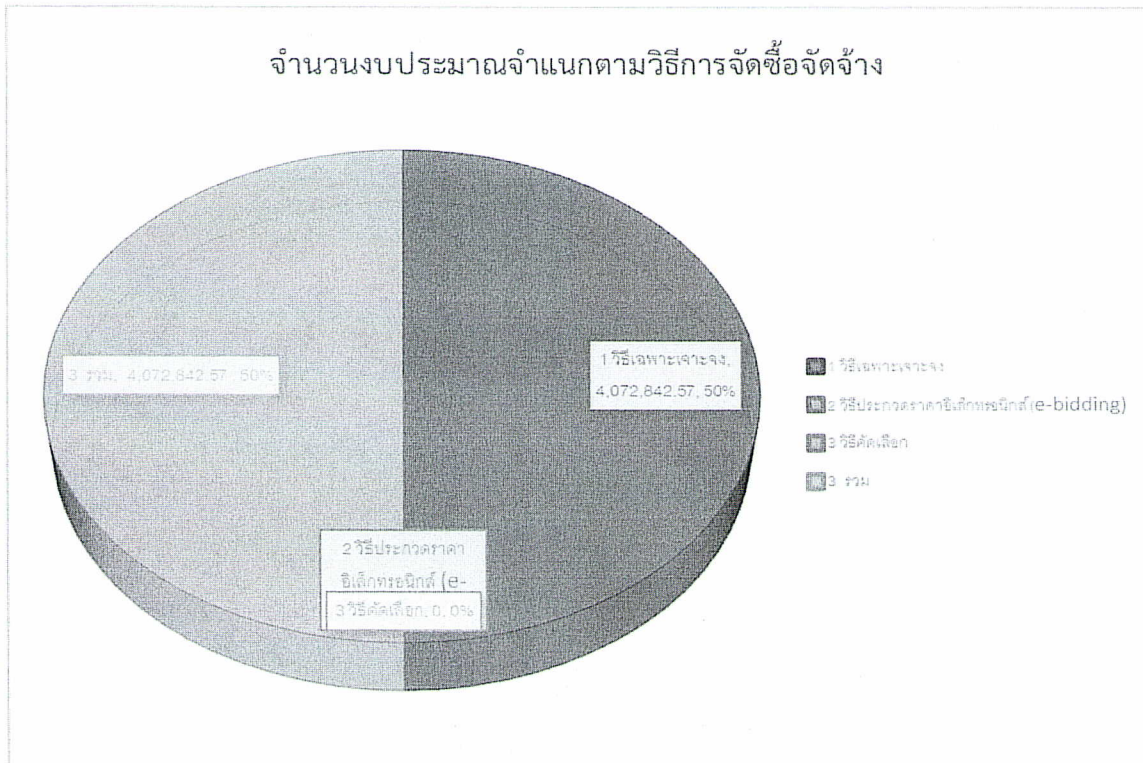 จำนวนงบประมาณจำแนกตามวิธีการจัดซื้อจัดจ้าง
3 รวม, 4,072,842.57, 50%
1 วิธีเฉพาะเจาะจง,
4,072,842.57, 50%
2 วิธีประกวดราคา
อิเล็กทรอนิกส์ (e-
3 วิธีคัดเลือก, 0, 0%
1 วิธีเฉพาะเจาะจง
2 วิธีประกวดราคาอิเล็กทรอนิกส์ (e-bidding)
3 วิธีคัดเลือก
3 รวม